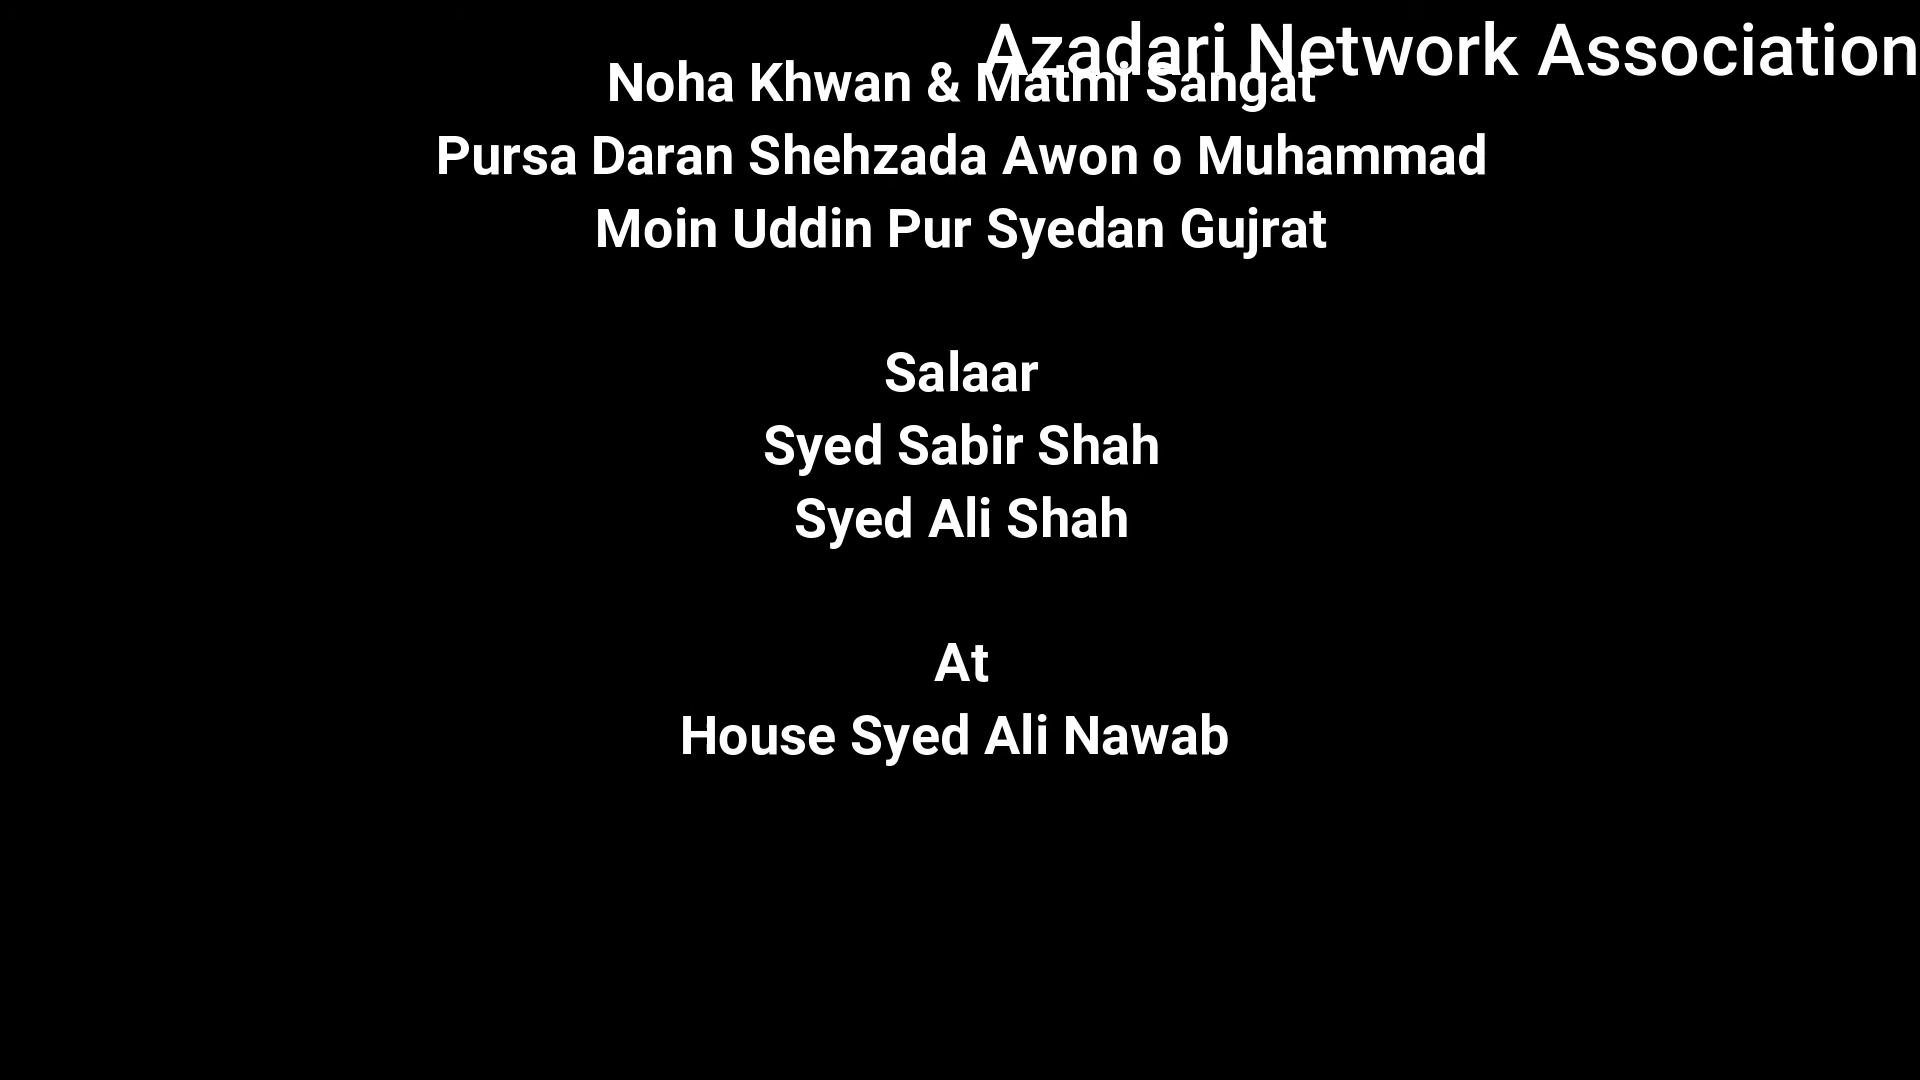 Azadari Network Association
Noha Khwan & Matmi Sangat
Pursa Daran Shehzada Awon o Muhammad
Moin Uddin Pur Syedan Gujrat
Salaar
Syed Sabir Shah
Syed Ali Shah
At
House Syed Ali Nawab